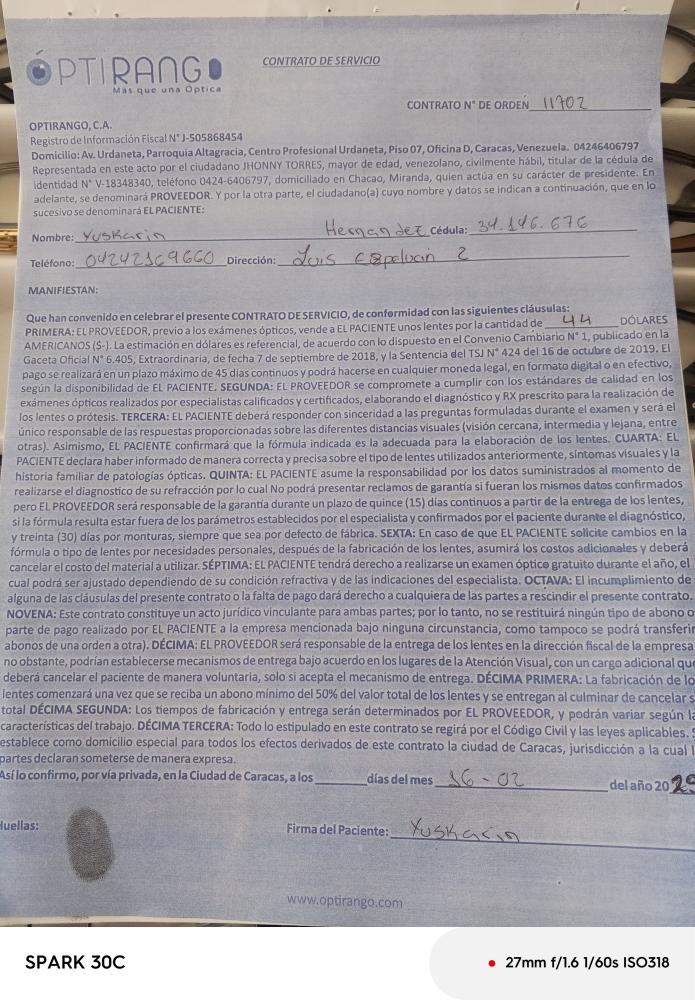 ÓPTIRANGO
Más que una Óptica
CONTRATO DE SERVICIO
CONTRATO N° DE ORDEN 11702
OPTIRANGO, C.A.
Registro de Información Fiscal N° J-505868454
Domicilio: Av. Urdaneta, Parroquia Altagracia, Centro Profesional Urdaneta, Piso 07, Oficina D, Caracas, Venezuela. 04246406797
Representada en este acto por el ciudadano JHONNY TORRES, mayor de edad, venezolano, civilmente hábil, titular de la cédula de
identidad N° V-18348340, teléfono 0424-6406797, domiciliado en Chacao, Miranda, quien actúa en su carácter de presidente. En
adelante, se denominará PROVEEDOR. Y por la otra parte, el ciudadano(a) cuyo nombre y datos se indican a continuación, que en lo
sucesivo se denominará EL PACIENTE:
Nombre: Yuskarin Hernandez Cédula: 34.146.676
Teléfono: 04242169660 Dirección: Luis 2
MANIFIESTAN:
Que han convenido en celebrar el presente CONTRATO DE SERVICIO, de conformidad con las siguientes cláusulas:
PRIMERA: EL PROVEEDOR, previo a los exámenes ópticos, vende a EL PACIENTE unos lentes por la cantidad de 44 DÓLARES
AMERICANOS ($-). La estimación en dólares es referencial, de acuerdo con lo dispuesto en el Convenio Cambiario N° 1, publicado en la
Gaceta Oficial N° 6.405, Extraordinaria, de fecha 7 de septiembre de 2018, y la Sentencia del TSJ N° 424 del 16 de octubre de 2019. El
pago se realizará en un plazo máximo de 45 días continuos y podrá hacerse en cualquier moneda legal, en formato digital o en efectivo,
según la disponibilidad de EL PACIENTE. SEGUNDA: EL PROVEEDOR se compromete a cumplir con los estándares de calidad en los
exámenes ópticos realizados por especialistas calificados y certificados, elaborando el diagnóstico y RX prescrito para la realización de
los lentes o prótesis. TERCERA: EL PACIENTE deberá responder con sinceridad a las preguntas formuladas durante el examen y será el
único responsable de las respuestas proporcionadas sobre las diferentes distancias visuales (visión cercana, intermedia y lejana, entre
otras). Asimismo, EL PACIENTE confirmará que la fórmula indicada es la adecuada para la elaboración de los lentes. CUARTA: EL
PACIENTE declara haber informado de manera correcta y precisa sobre el tipo de lentes utilizados anteriormente, síntomas visuales y la
historia familiar de patologías ópticas. QUINTA: EL PACIENTE asume la responsabilidad por los datos suministrados al momento de
realizarse el diagnostico de su refracción por lo cual No podrá presentar reclamos de garantía si fueran los mismos datos confirmados
pero EL PROVEEDOR será responsable de la garantía durante un plazo de quince (15) días continuos a partir de la entrega de los lentes,
si la fórmula resulta estar fuera de los parámetros establecidos por el especialista y confirmados por el paciente durante el diagnóstico,
y treinta (30) días por monturas, siempre que sea por defecto de fábrica. SEXTA: En caso de que EL PACIENTE solicite cambios en la
fórmula o tipo de lentes por necesidades personales, después de la fabricación de los lentes, asumirá los costos adicionales y deberá
cancelar el costo del material a utilizar. SÉPTIMA: EL PACIENTE tendrá derecho a realizarse un examen óptico gratuito durante el año, el
cual podrá ser ajustado dependiendo de su condición refractiva y de las indicaciones del especialista. OCTAVA: El incumplimiento de
alguna de las cláusulas del presente contrato o la falta de pago dará derecho a cualquiera de las partes a rescindir el presente contrato.
NOVENA: Este contrato constituye un acto jurídico vinculante para ambas partes; por lo tanto, no se restituirá ningún tipo de abono o
parte de pago realizado por EL PACIENTE a la empresa mencionada bajo ninguna circunstancia, como tampoco se podrá transferir
abonos de una orden a otra). DÉCIMA: EL PROVEEDOR será responsable de la entrega de los lentes en la dirección fiscal de la empresa
no obstante, podrían establecerse mecanismos de entrega bajo acuerdo en los lugares de la Atención Visual, con un cargo adicional que
deberá cancelar el paciente de manera voluntaria, solo si acepta el mecanismo de entrega. DÉCIMA PRIMERA: La fabricación de lo
lentes comenzará una vez que se reciba un abono mínimo del 50% del valor total de los lentes y se entregan al culminar de cancelar s
total DÉCIMA SEGUNDA: Los tiempos de fabricación y entrega serán determinados por EL PROVEEDOR, y podrán variar según la
características del trabajo. DÉCIMA TERCERA: Todo lo estipulado en este contrato se regirá por el Código Civil y las leyes aplicables. S
establece como domicilio especial para todos los efectos derivados de este contrato la ciudad de Caracas, jurisdicción a la cual l
partes declaran someterse de manera expresa.
Así lo confirmo, por vía privada, en la Ciudad de Caracas, a los días del mes 16-02 del año 2025
Huellas:
Firma del Paciente: Yuskarin
www.optirango.com
SPARK 30C
27mm f/1.6 1/60s ISO318